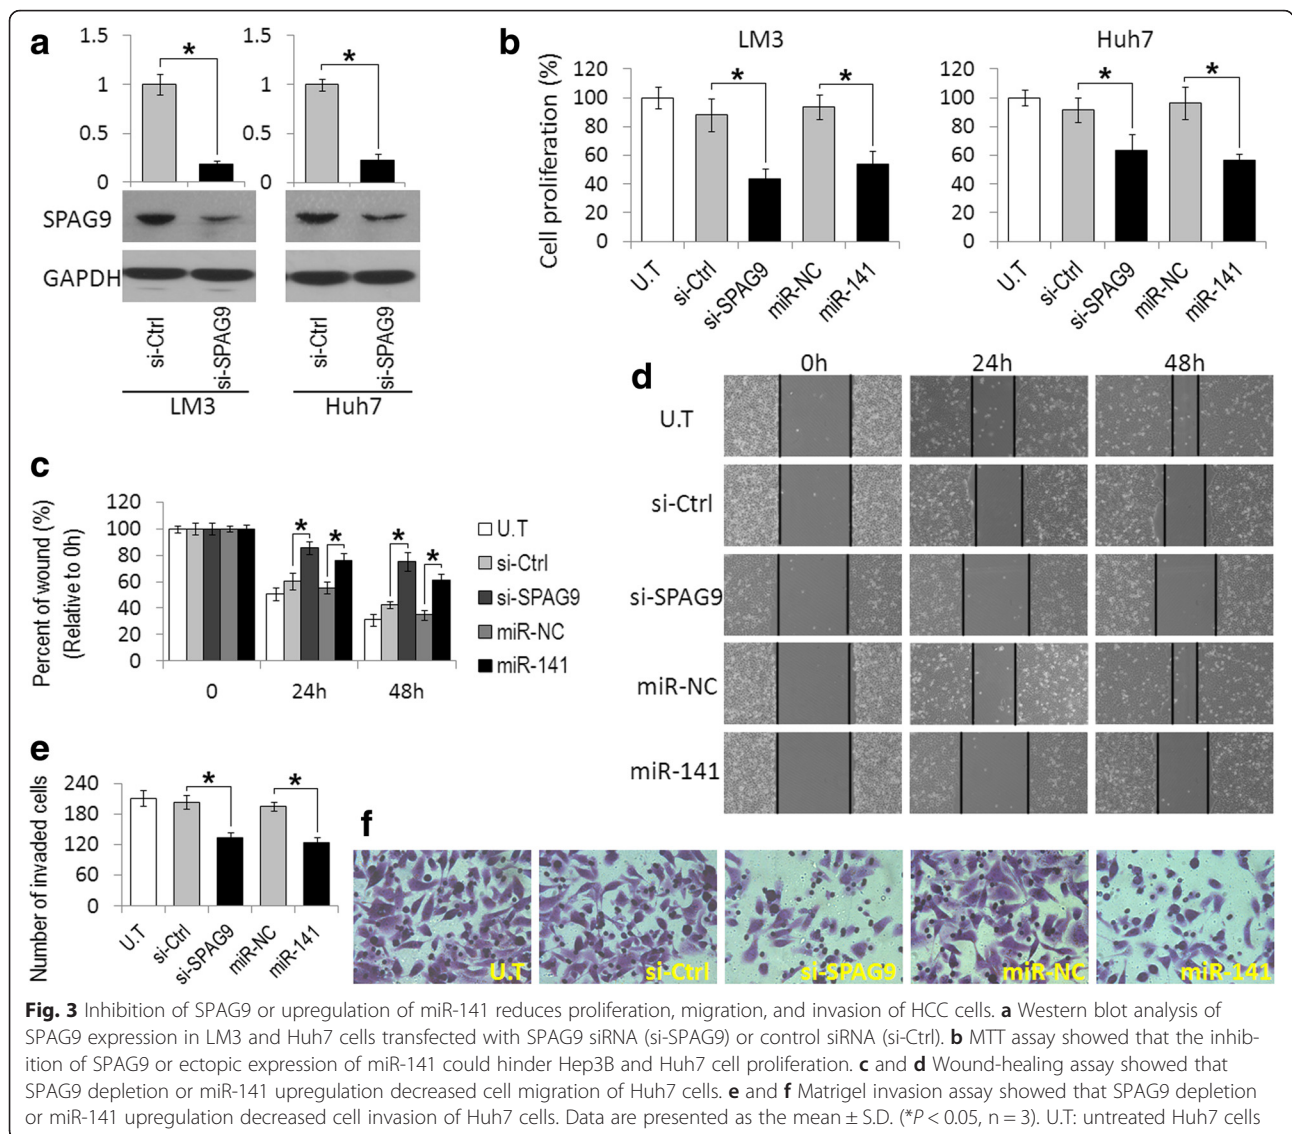 a
1.5
1
0.5
0
*
1.5
1
0.5
0
*
SPAG9
GAPDH
si-Ctrl
si-SPAG9
si-Ctrl
si-SPAG9
LM3
Huh7
b
LM3
Cell proliferation (%)
120
100
80
60
40
20
0
*
*
U.T
si-Ctrl
si-SPAG9
miR-NC
miR-141
Huh7
120
100
80
60
40
20
0
*
*
U.T
si-Ctrl
si-SPAG9
miR-NC
miR-141
c
Percent of wound (%)
(Relative to 0h)
120
100
80
60
40
20
0
*
*
*
*
0
24h
48h
U.T
si-Ctrl
si-SPAG9
miR-NC
miR-141
d
0h
24h
48h
U.T
si-Ctrl
si-SPAG9
miR-NC
miR-141
e
Number of invaded cells
240
180
120
60
0
*
*
U.T
si-Ctrl
si-SPAG9
miR-NC
miR-141
f
U.T
si-Ctrl
si-SPAG9
miR-NC
miR-141
Fig. 3 Inhibition of SPAG9 or upregulation of miR-141 reduces proliferation, migration, and invasion of HCC cells. a Western blot analysis of
SPAG9 expression in LM3 and Huh7 cells transfected with SPAG9 siRNA (si-SPAG9) or control siRNA (si-Ctrl). b MTT assay showed that the inhib-
ition of SPAG9 or ectopic expression of miR-141 could hinder Hep3B and Huh7 cell proliferation. c and d Wound-healing assay showed that
SPAG9 depletion or miR-141 upregulation decreased cell migration of Huh7 cells. e and f Matrigel invasion assay showed that SPAG9 depletion
or miR-141 upregulation decreased cell invasion of Huh7 cells. Data are presented as the mean ± S.D. (*P < 0.05, n = 3). U.T: untreated Huh7 cells